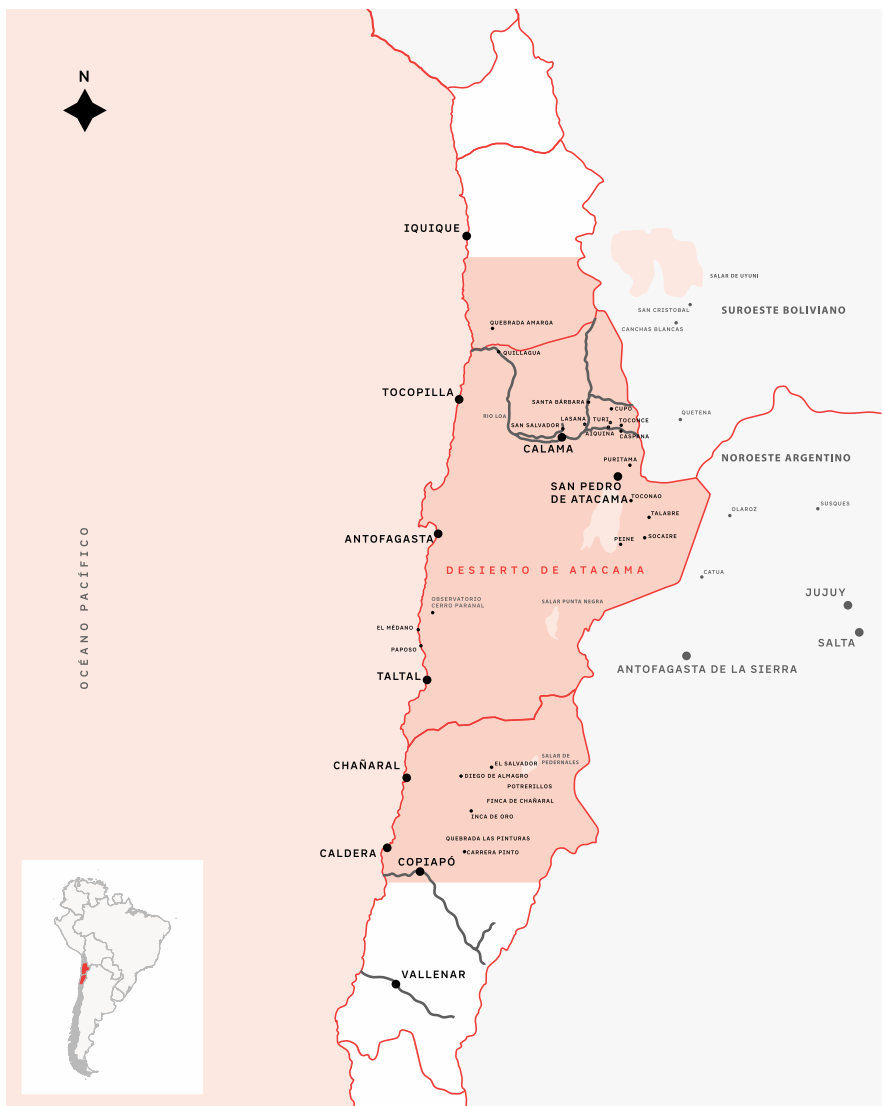 N
IQUIQUE
SALAR DE UYUNI
SAN CRISTOBAL
SUROESTE BOLIVIANO
QUEBRADA AMARGA
CANCHAS BLANCAS
QUILLAGUA
TOCOPILLA
SANTA BÁRBARA
CUPO
RIO LOA
LASANA
TURI
TOCONCE
QUETENA
SAN SALVADOR
AIQUINA
CASPANA
CALAMA
PURITAMA
NOROESTE ARGENTINO
SAN PEDRO
DE ATACAMA
TOCONAO
TALABRE
OLAROZ
SUSQUES
ANTOFAGASTA
PEINE
SOCAIRE
DESIERTO DE ATACAMA
CATUA
OCÉANO PACÍFICO
OBSERVATORIO
CERRO PARANAL
SALAR PUNTA NEGRA
JUJUY
EL MÉDANO
PAPOSO
SALTA
ANTOFAGASTA DE LA SIERRA
TALTAL
CHAÑARAL
SALAR DE
PEDERNALES
EL SALVADOR
DIEGO DE ALMAGRO
POTRERILLOS
FINCA DE CHAÑARAL
INCA DE ORO
QUEBRADA LAS PINTURAS
CALDERA
CARRERA PINTO
COPIAPÓ
VALLENAR